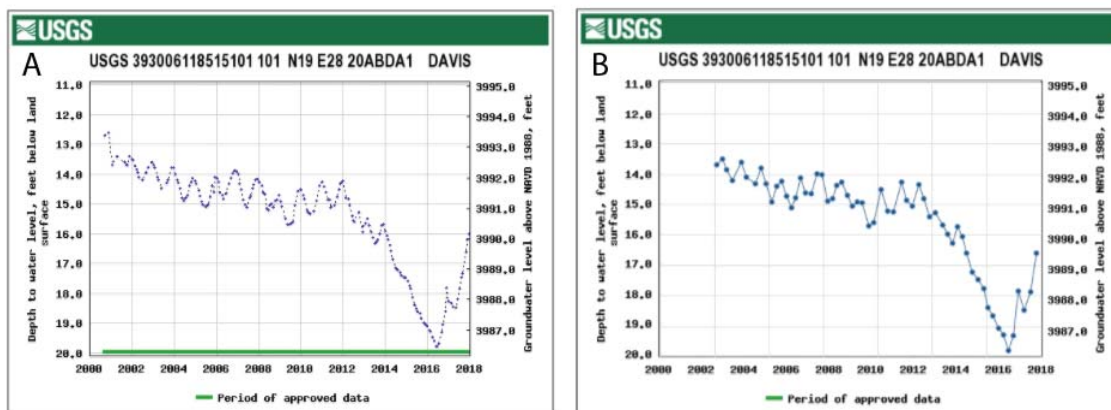 USGS
USGS 393006118515101 101 N19 E28 20ABDA1 DAVIS
A
Depth to water level, feet below land
surface
11.0
12.0
13.0
14.0
15.0
16.0
17.0
18.0
19.0
20.0
3995.0
3994.0
3993.0
3992.0
3991.0
3990.0
3989.0
3988.0
3987.0
Groundwater level above NAVD 1988, feet
2000 2002 2004 2006 2008 2010 2012 2014 2016 2018
Period of approved data
USGS
USGS 393006118515101 101 N19 E28 20ABDA1 DAVIS
B
Depth to water level, feet below land
surface
11.0
12.0
13.0
14.0
15.0
16.0
17.0
18.0
19.0
20.0
3995.0
3994.0
3993.0
3992.0
3991.0
3990.0
3989.0
3988.0
3987.0
Groundwater level above NAVD 1988, feet
2000 2002 2004 2006 2008 2010 2012 2014 2016 2018
Period of approved data